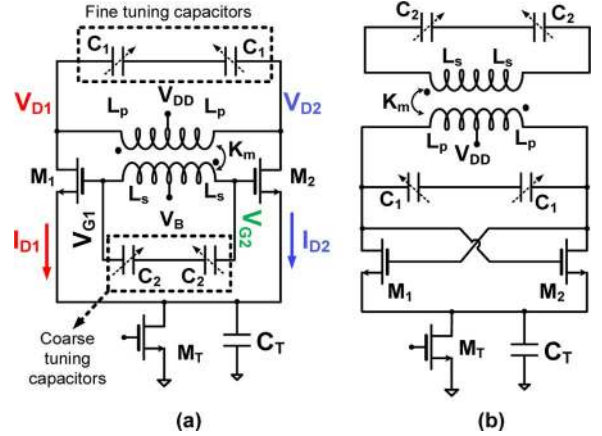 Fine tuning capacitors
C1 C1
VD1 Lp VDD Lp VD2
Km
M1 Ls Ls M2
VG1 VB VG2
ID1 ID2
C2 C2
Coarse
tuning
capacitors
MT CT
(a)
C2 C2
Ls Ls
Km
Lp VDD Lp
C1 C1
M1 M2
MT CT
(b)